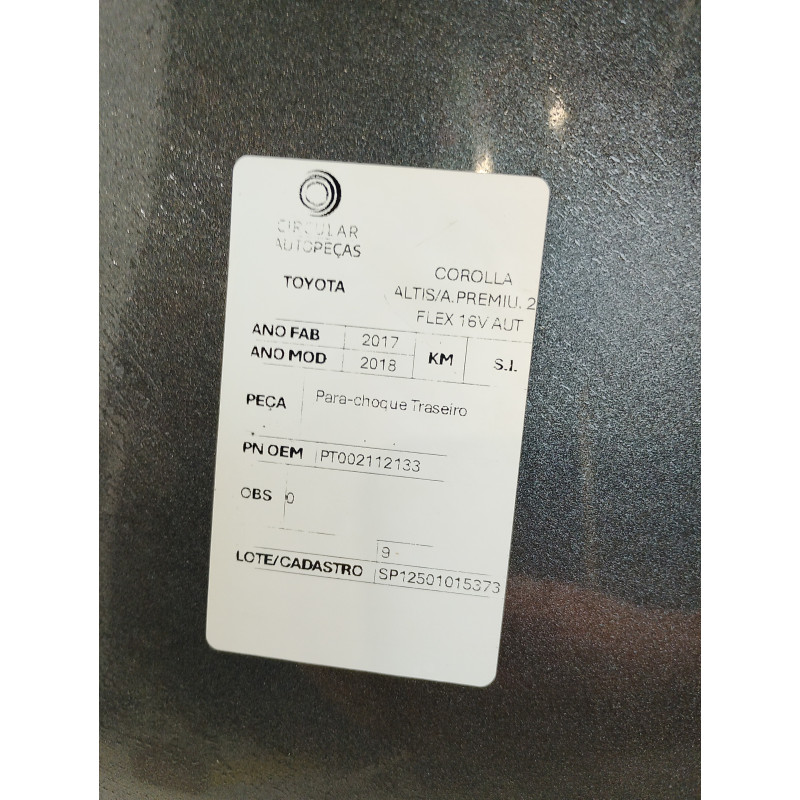 CIRCULAR
AUTOPEÇAS
TOYOTA
COROLLA
ALTIS/A.PREMIU. 2
FLEX 16V AUT
ANO FAB 2017
ANO MOD 2018
KM S.I.
PEÇA Para-choque Traseiro
PN OEM PT002112133
OBS 0
9 -
LOTE/CADASTRO SP12501015373